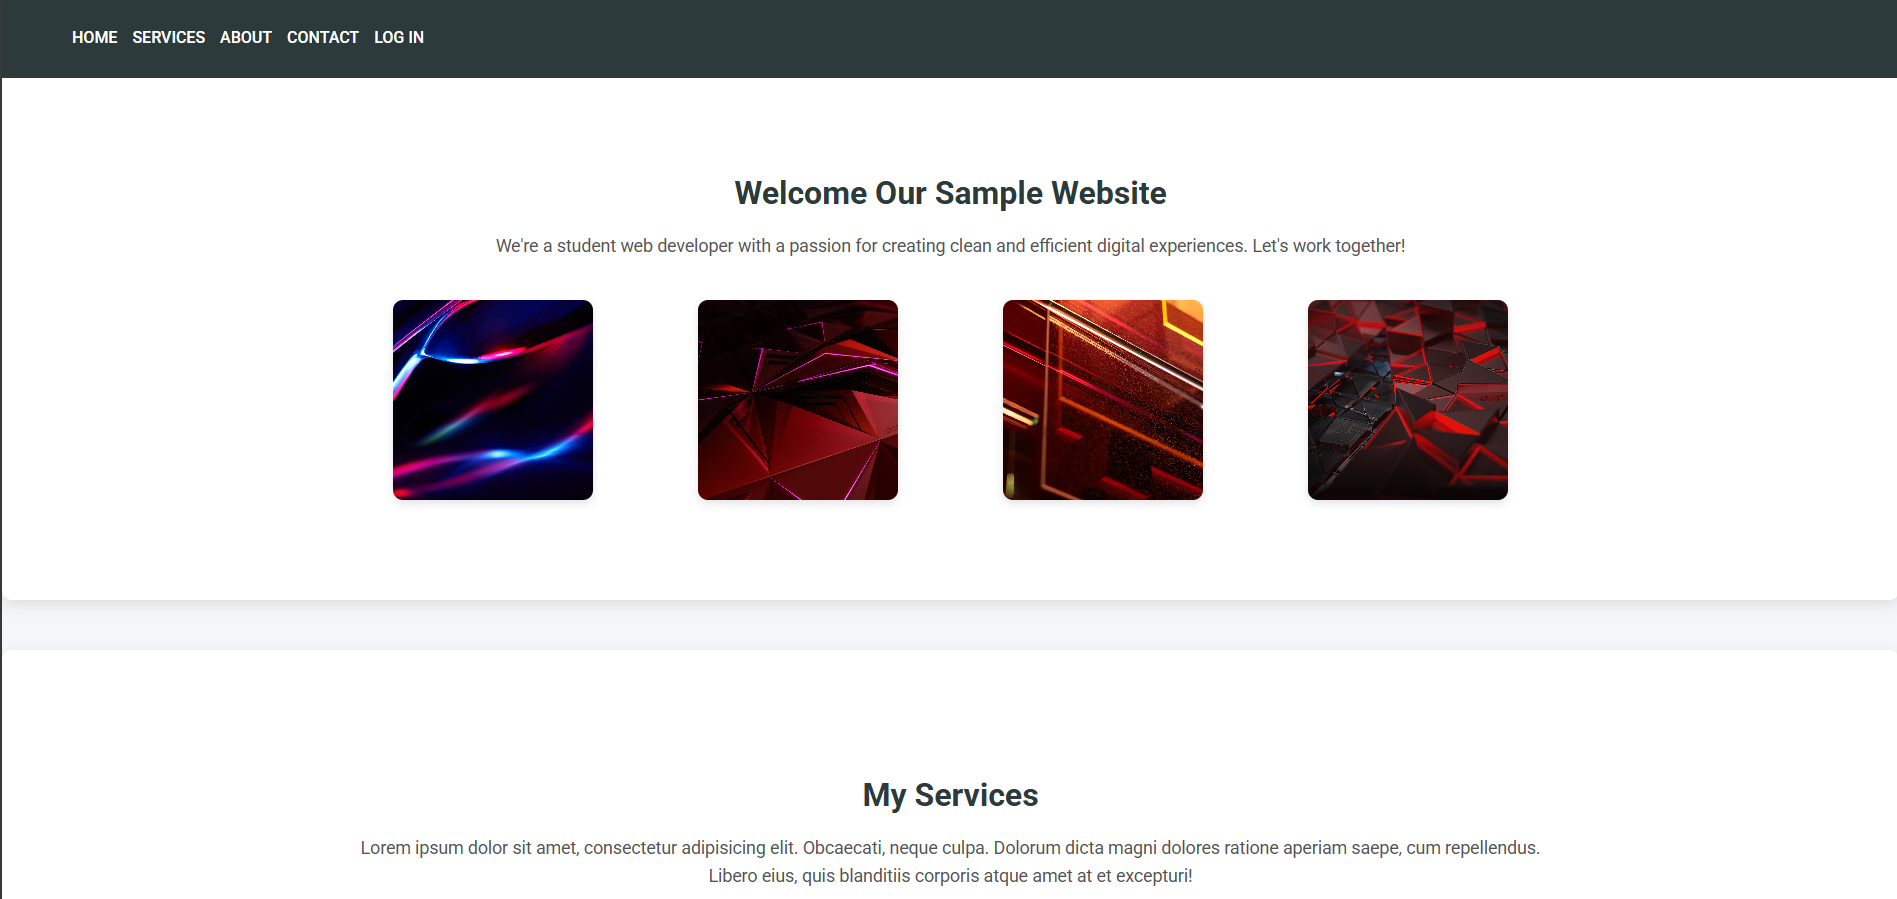 HOME SERVICES ABOUT CONTACT LOG IN
Welcome Our Sample Website
We're a student web developer with a passion for creating clean and efficient digital experiences. Let's work together!
My Services
Lorem ipsum dolor sit amet, consectetur adipisicing elit. Obcaecati, neque culpa. Dolorum dicta magni dolores ratione aperiam saepe, cum repellendus.
Libero eius, quis blanditiis corporis atque amet at et excepturi!